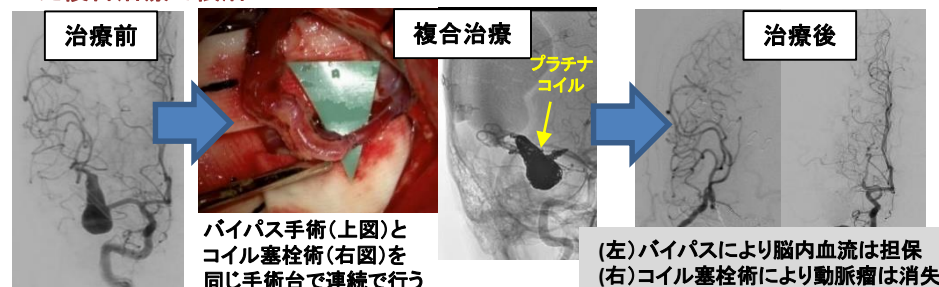 治療前
複合治療
治療後
プラチナ
コイル
バイパス手術(上図)と
コイル塞栓術(右図)を
同じ手術台で連続で行う
(左)バイパスにより脳内血流は担保
(右)コイル塞栓術により動脈瘤は消失